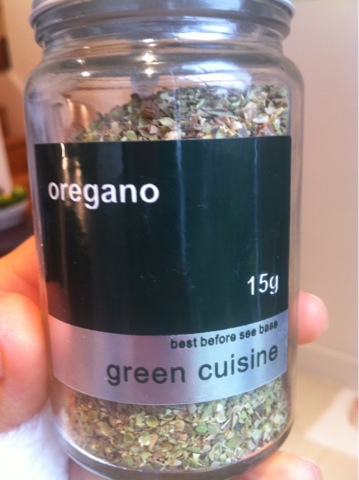 oregano
15g
best before see base
green cuisine